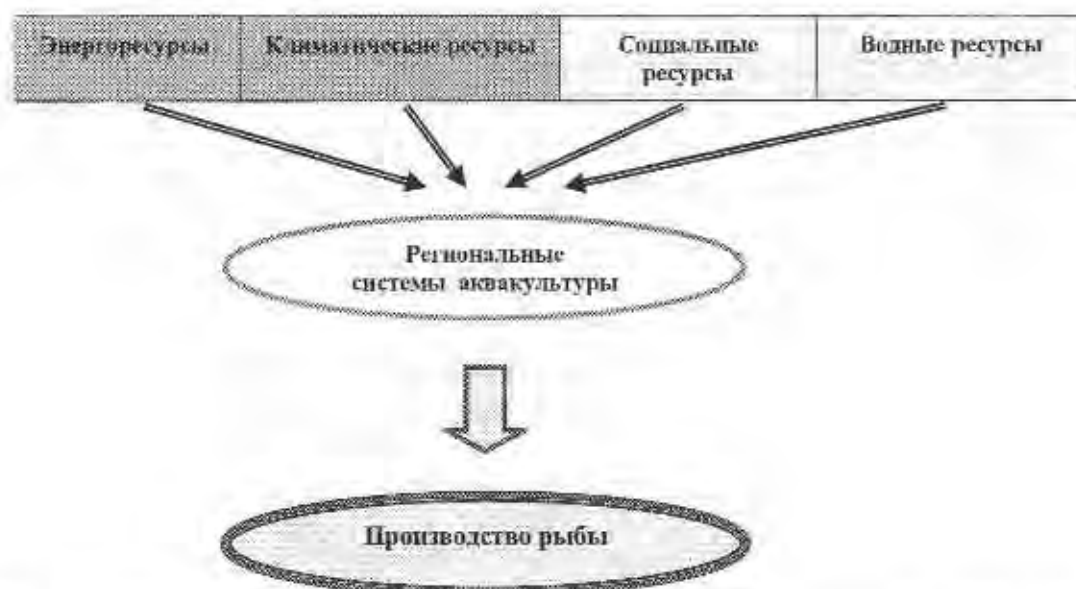 Энергоресурсы
Климатические ресурсы
Социальные
ресурсы
Водные ресурсы
Региональные
системы аквакультуры
Производство рыбы